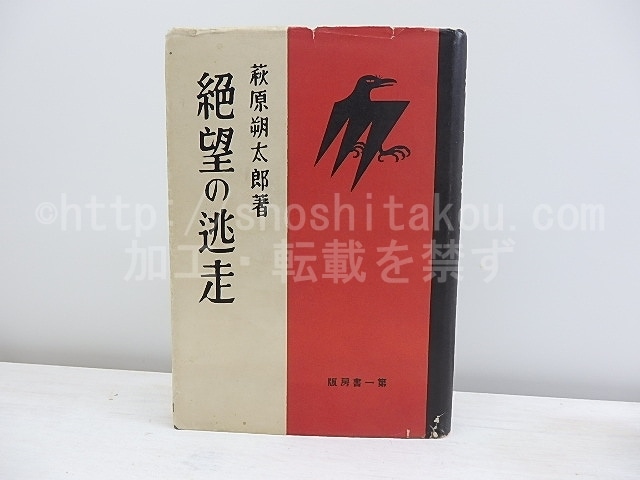 萩原朔太郎著
絶望の逃走
版房書一第
©http://shoshitakou.com
加工・転載を禁ず